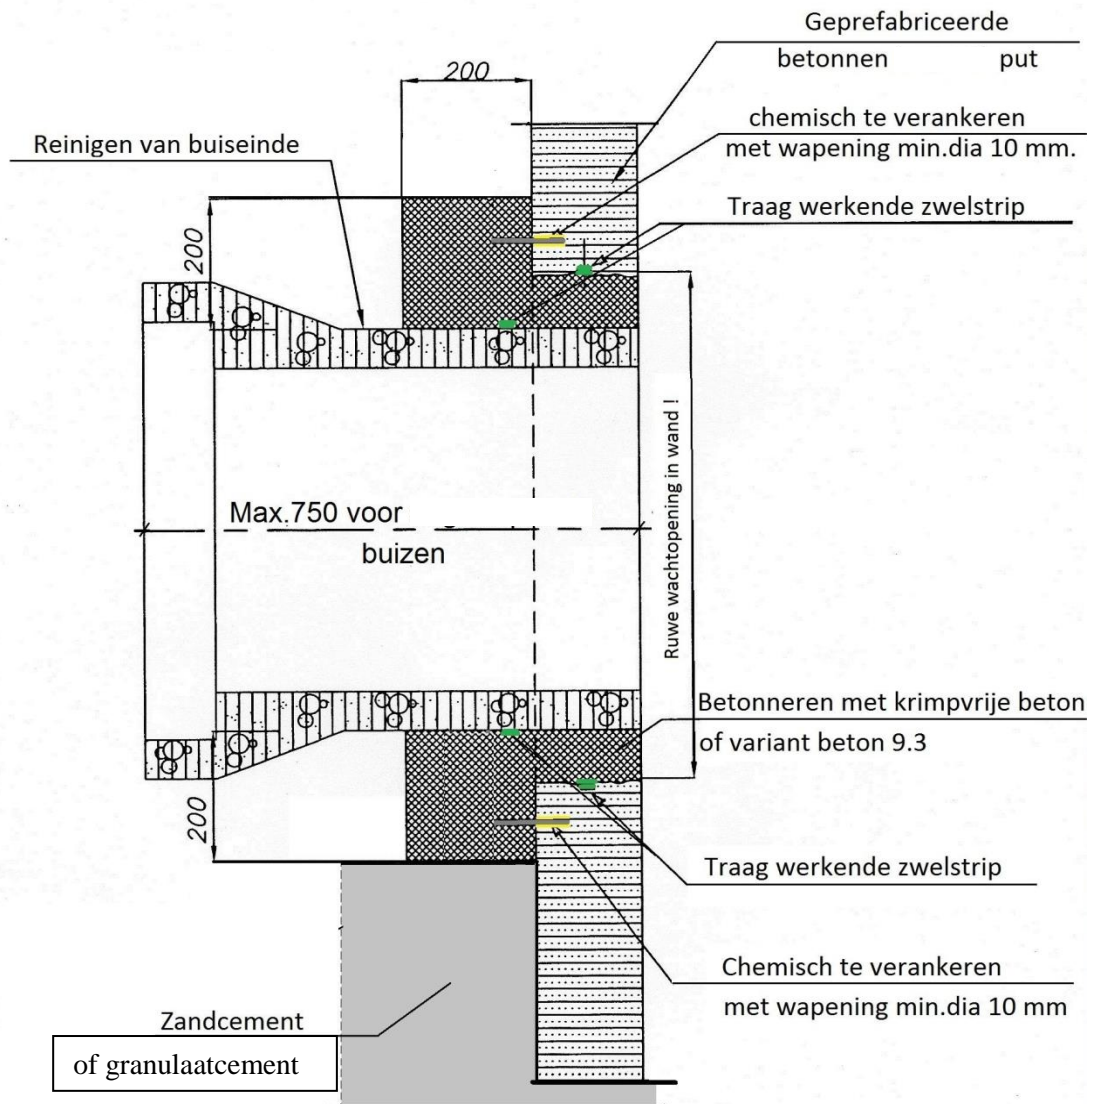 Geprefabriceerde
betonnen put
200
chemisch te verankeren
met wapening min.dia 10 mm.
Reinigen van buiseinde
Traag werkende zwelstrip
200
Max.750 voor
buizen
Ruwe wachtopening in wand !
Betonneren met krimpvrije beton
of variant beton 9.3
200
Traag werkende zwelstrip
Chemisch te verankeren
met wapening min.dia 10 mm
Zandcement
of granulaatcement